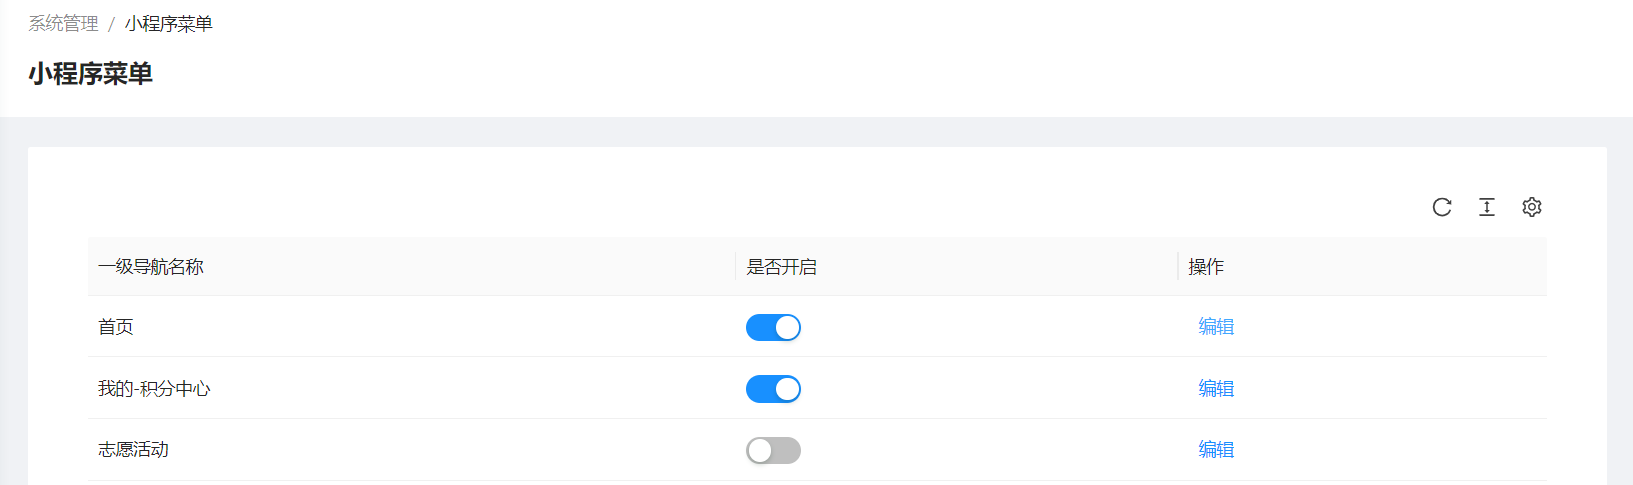 系统管理 / 小程序菜单
小程序菜单
一级导航名称 是否开启 操作
首页 编辑
我的-积分中心 编辑
志愿活动 编辑